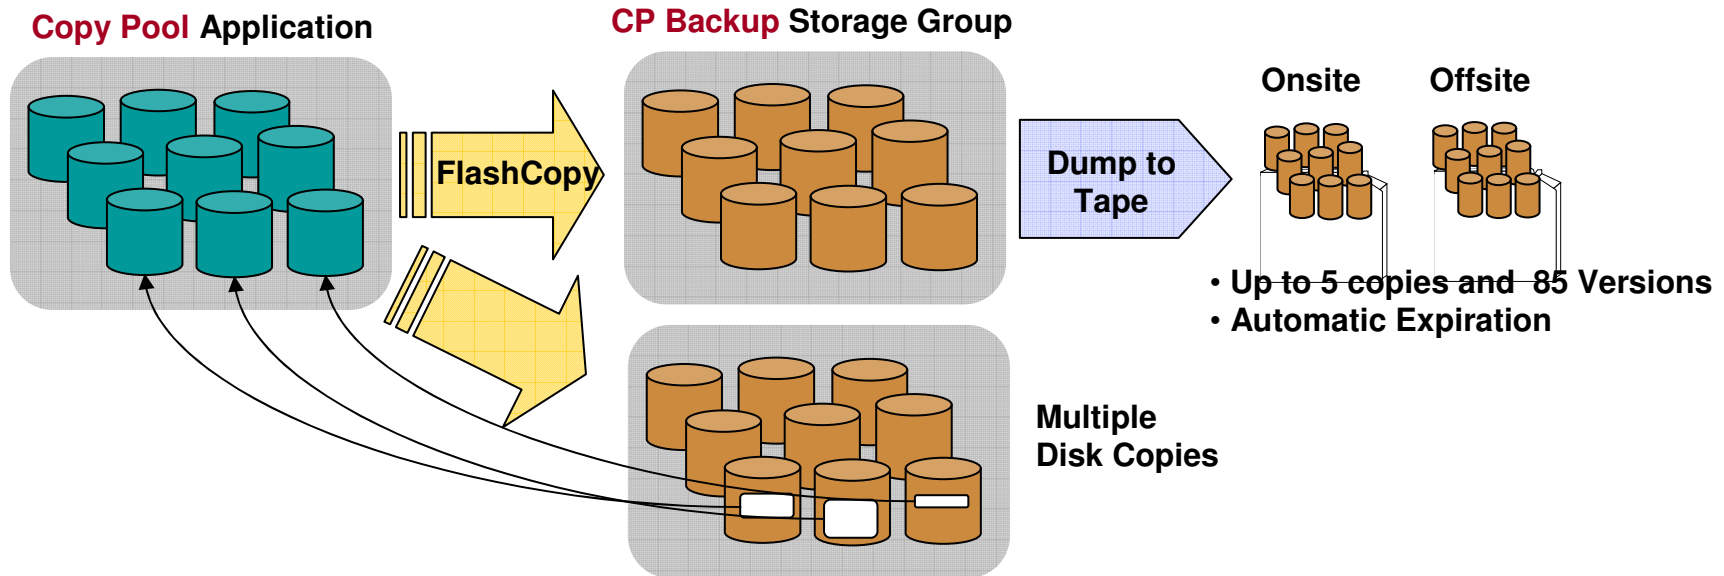 Copy Pool Application
CP Backup Storage Group
Onsite
Offsite
FlashCopy
Dump to
Tape
• Up to 5 copies and 85 Versions
• Automatic Expiration
Multiple
Disk Copies